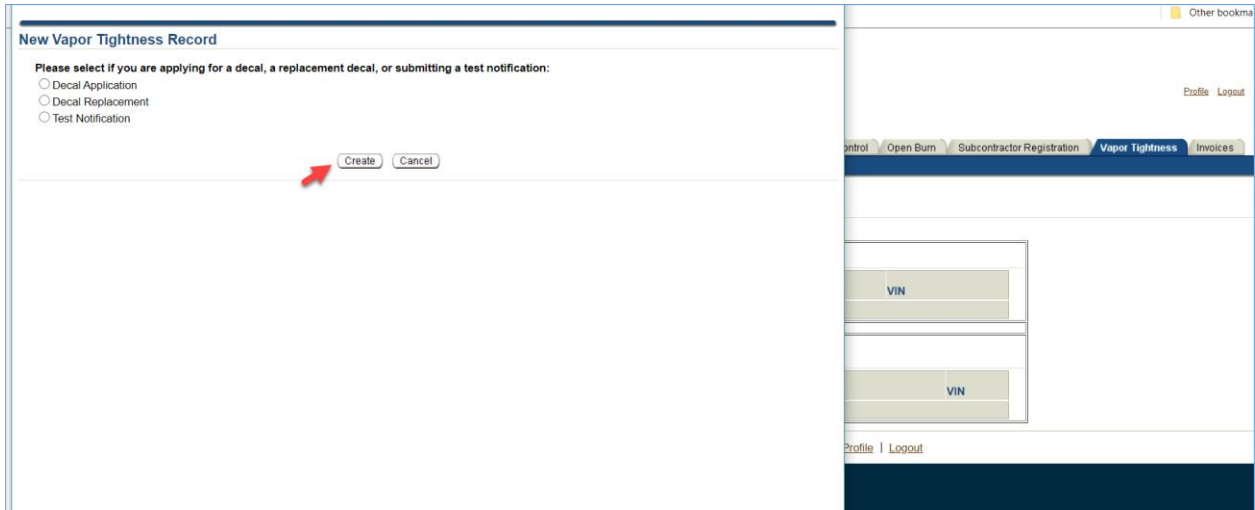 Other bookma
New Vapor Tightness Record
Please select if you are applying for a decal, a replacement decal, or submitting a test notification:
Decal Application
Decal Replacement
Test Notification
Create Cancel
Profile Logout
ontrol Open Burn Subcontractor Registration Vapor Tightness Invoices
VIN
VIN
Profile | Logout